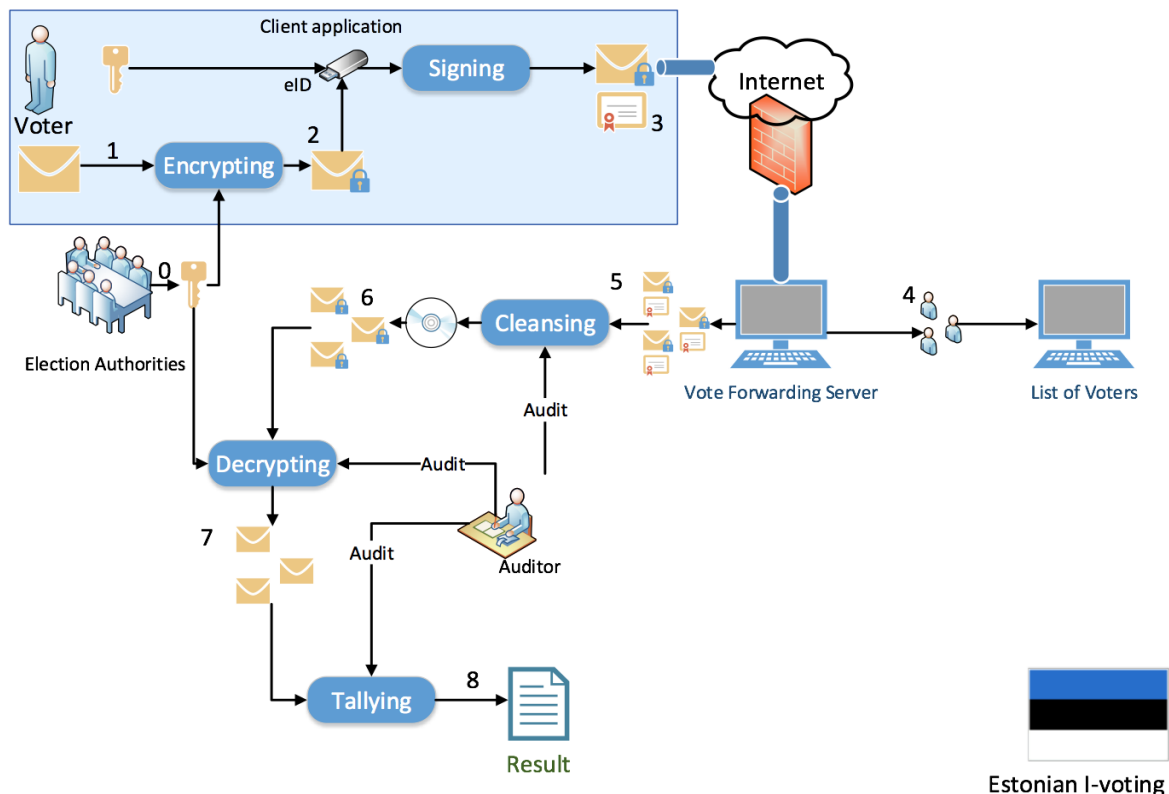 Client application
Signing
eID
Internet
Voter
2
3
1
Encrypting
0
Election Authorities
6
5
4
Cleansing
Vote Forwarding Server
List of Voters
Audit
Decrypting
Audit
7
Audit
Auditor
Tallying
8
Result
Estonian I-voting